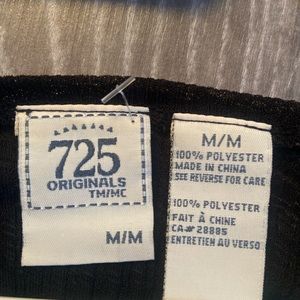 725
ORIGINALS
TM/MC
M/M
M/M
100% POLYESTER
MADE IN CHINA
SEE REVERSE FOR CARE
100% POLYESTER
FAIT À CHINE
CA# 28885
ENTRETIEN AU VERSO